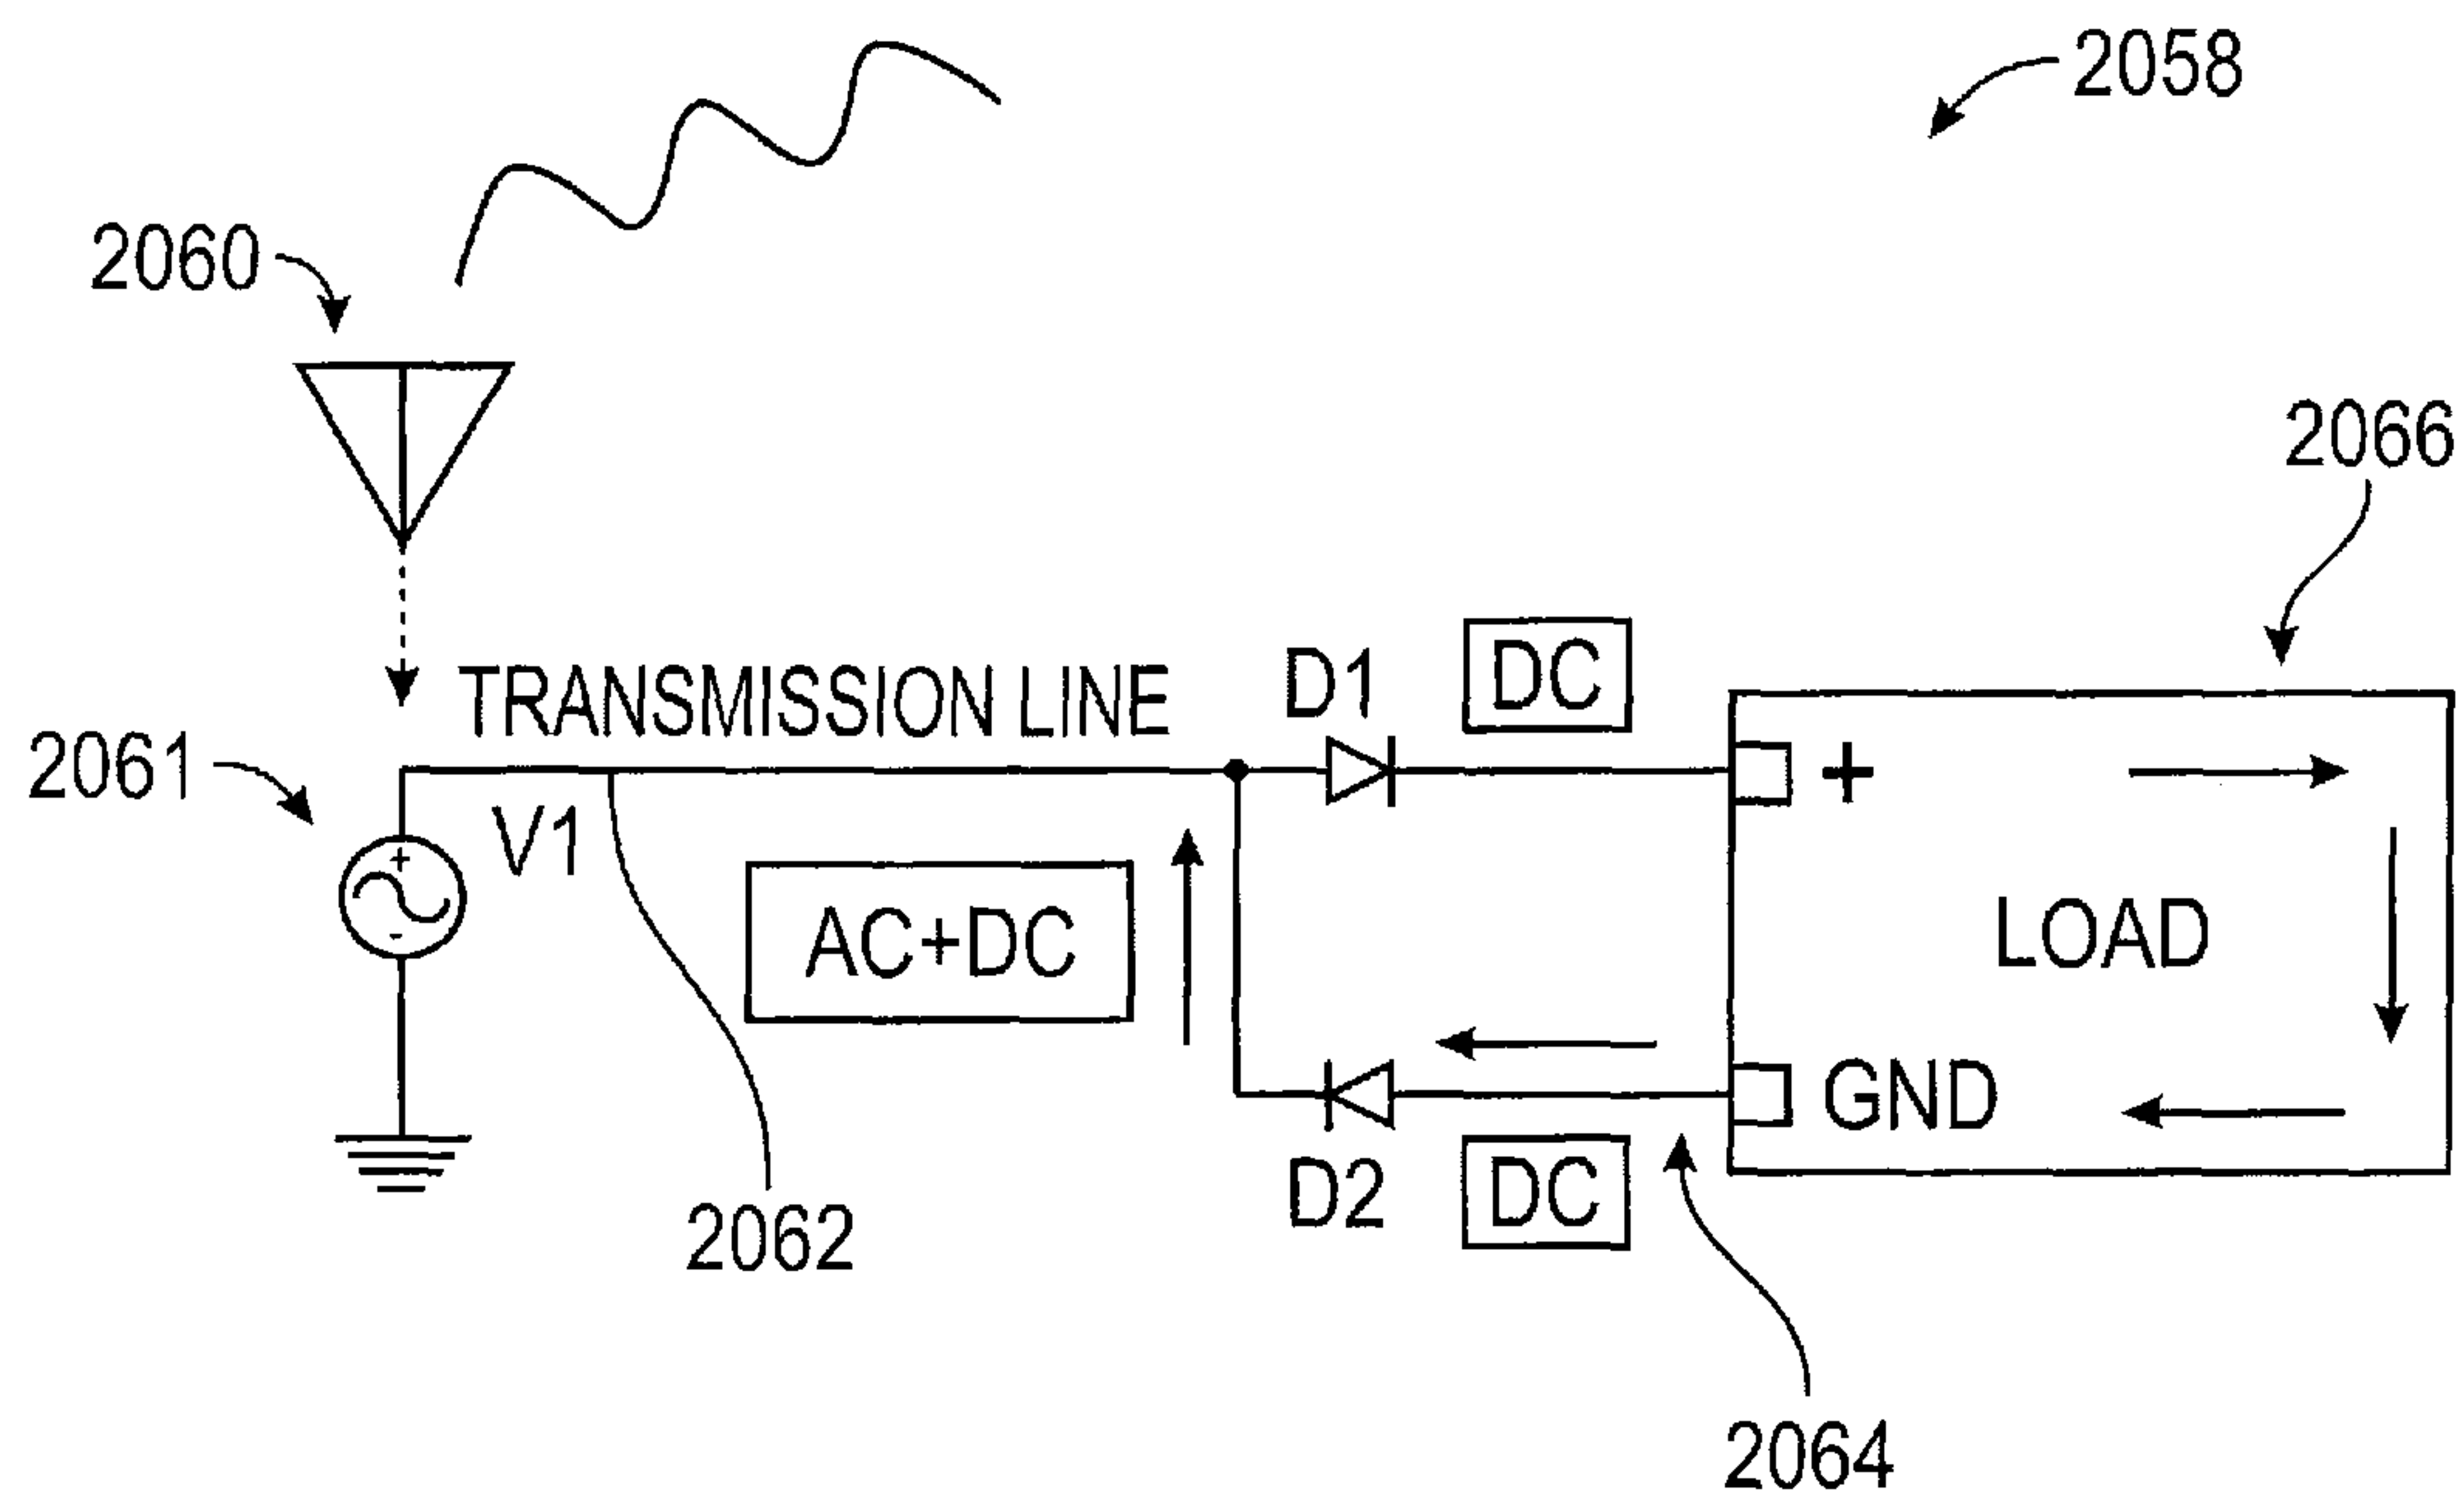 2058
2060
2066
D1
DC
TRANSMISSION LINE
2061
+
V1
+
-
AC+DC
LOAD
GND
D2
DC
2062
2064